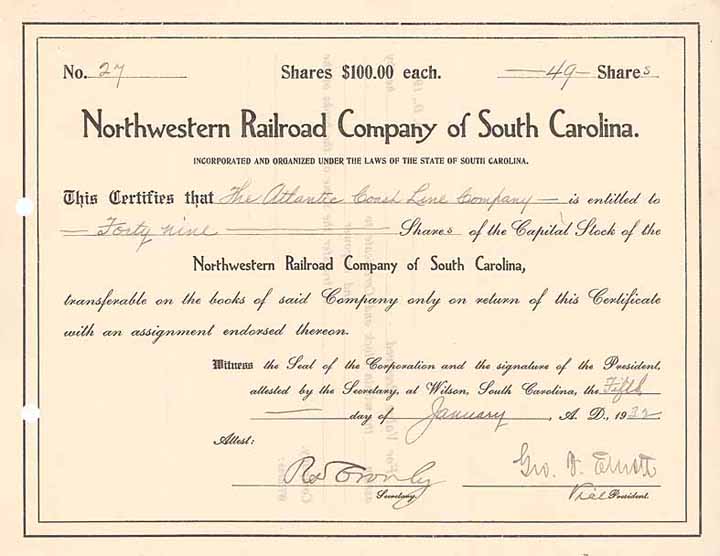 No. 27 Shares $100.00 each. 49 Shares
Northwestern Railroad Company of South Carolina.
INCORPORATED AND ORGANIZED UNDER THE LAWS OF THE STATE OF SOUTH CAROLINA.
This Certifies that The Atlantic Coast Line Company is entitled to
Forty nine Shares of the Capital Stock of the
Northwestern Railroad Company of South Carolina,
transferable on the books of said Company only on return of this Certificate
with an assignment endorsed thereon.
Witness the Seal of the Corporation and the signature of the President,
attested by the Secretary, at Wilson, South Carolina, the Fifth
day of January, A. D., 1932
Attest:
Geo. 
Secretary. Vice President.